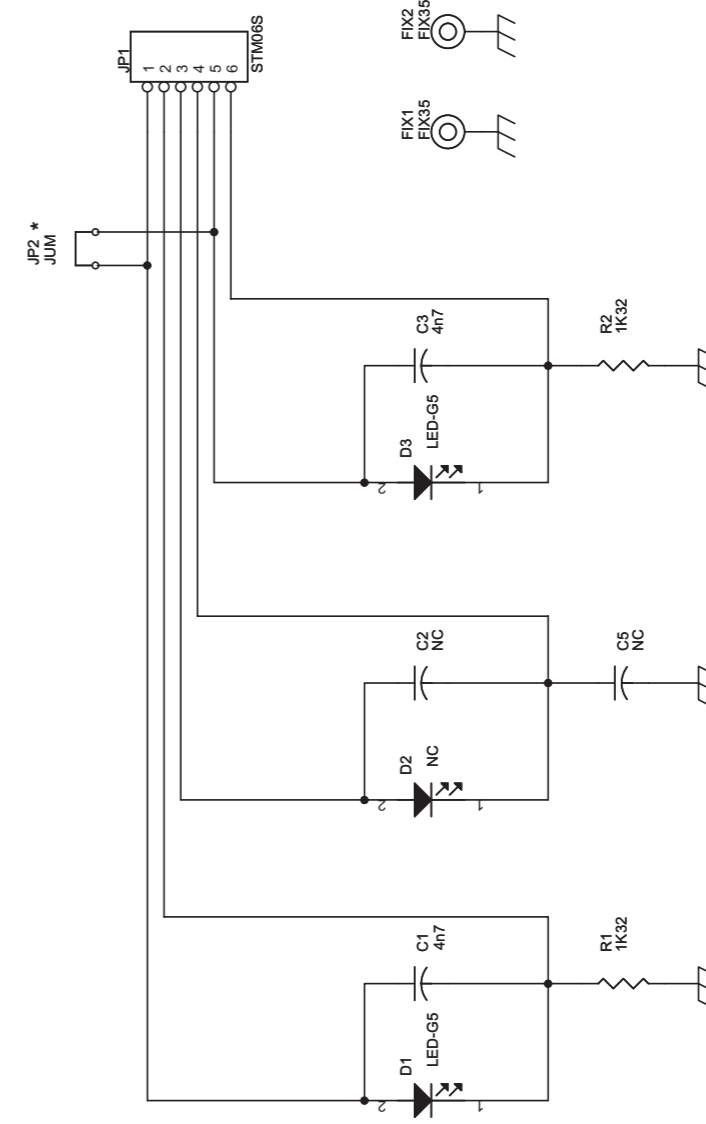 JP1
1
2
3
4
5
6
STM06S
FIX2
FIX35
FIX1
FIX35
JP2 *
JUM
C3
4n7
R2
1K32
D3
LED-G5
2
1
C2
NC
C5
NC
D2
NC
2
1
C1
4n7
R1
1K32
D1
LED-G5
2
1